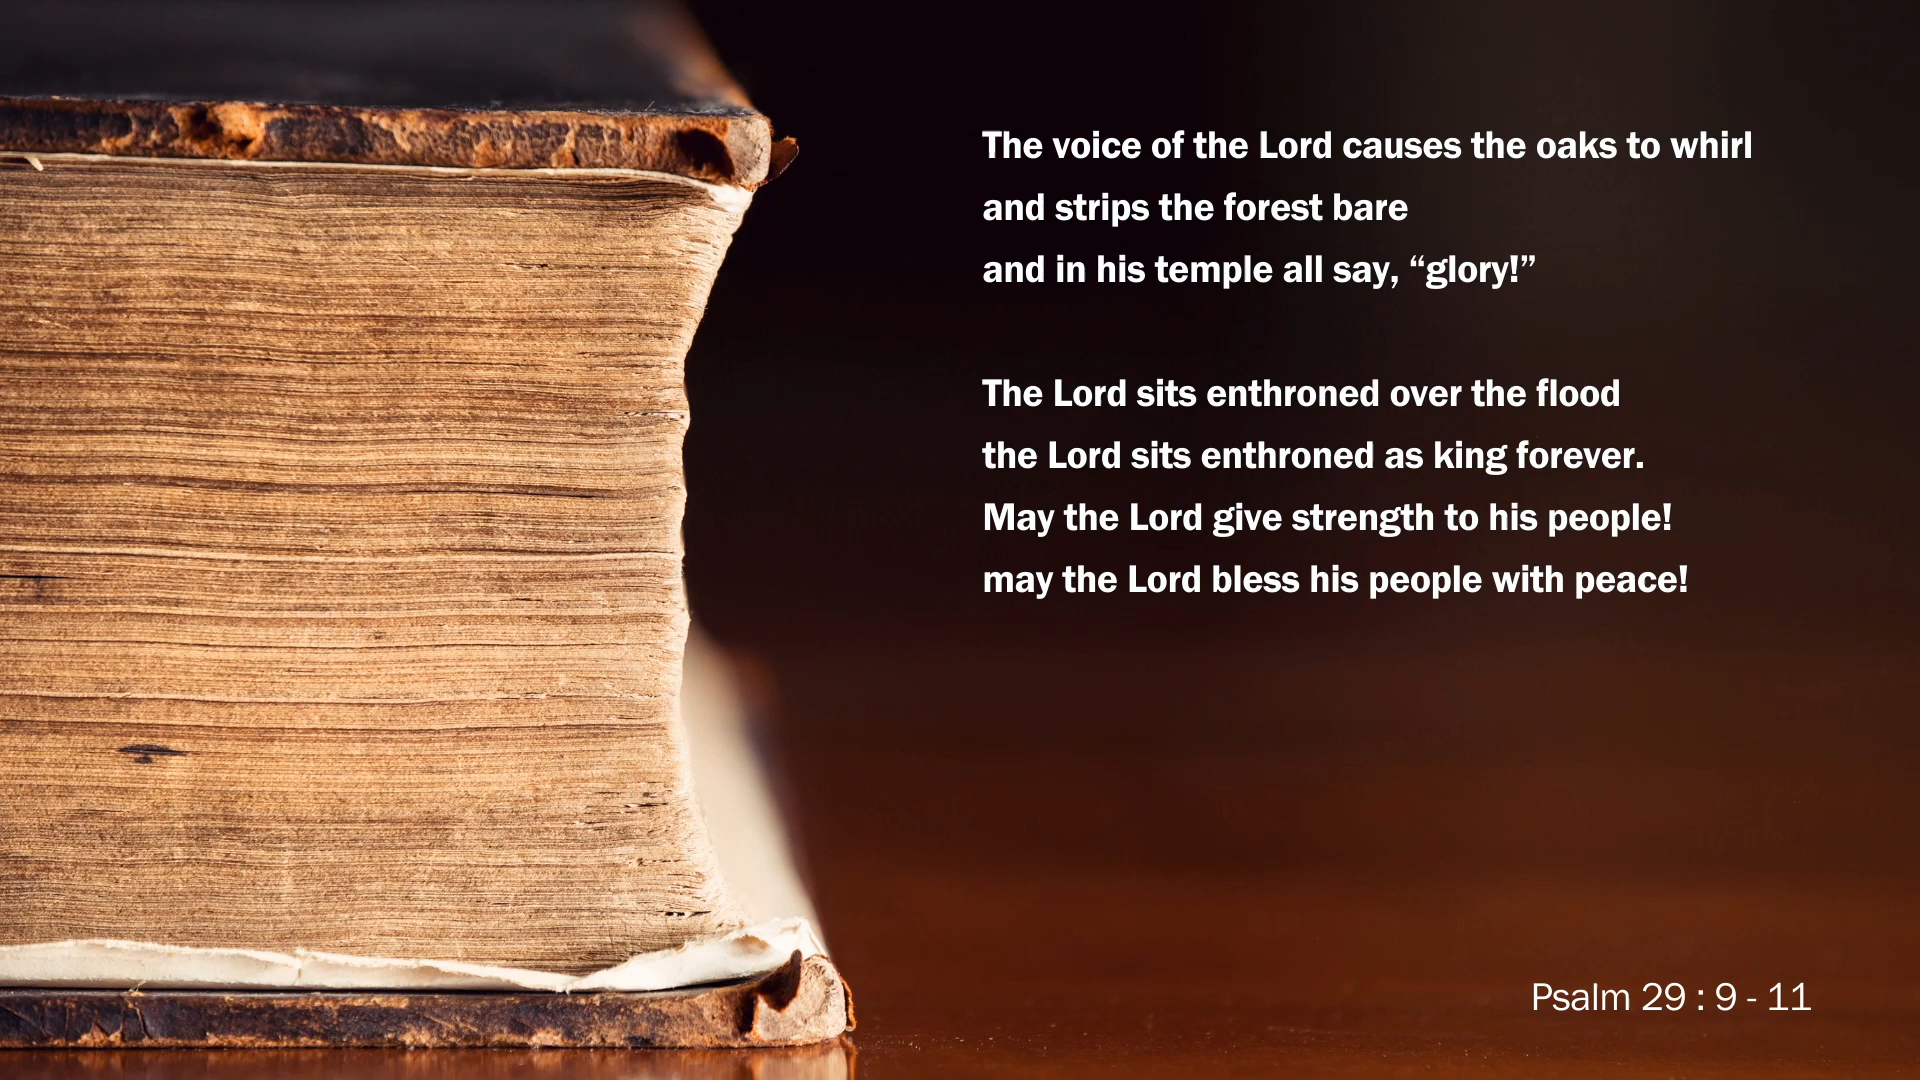 The voice of the Lord causes the oaks to whirl
and strips the forest bare
and in his temple all say, “glory!”
The Lord sits enthroned over the flood
the Lord sits enthroned as king forever.
May the Lord give strength to his people!
may the Lord bless his people with peace!
Psalm 29 : 9 - 11